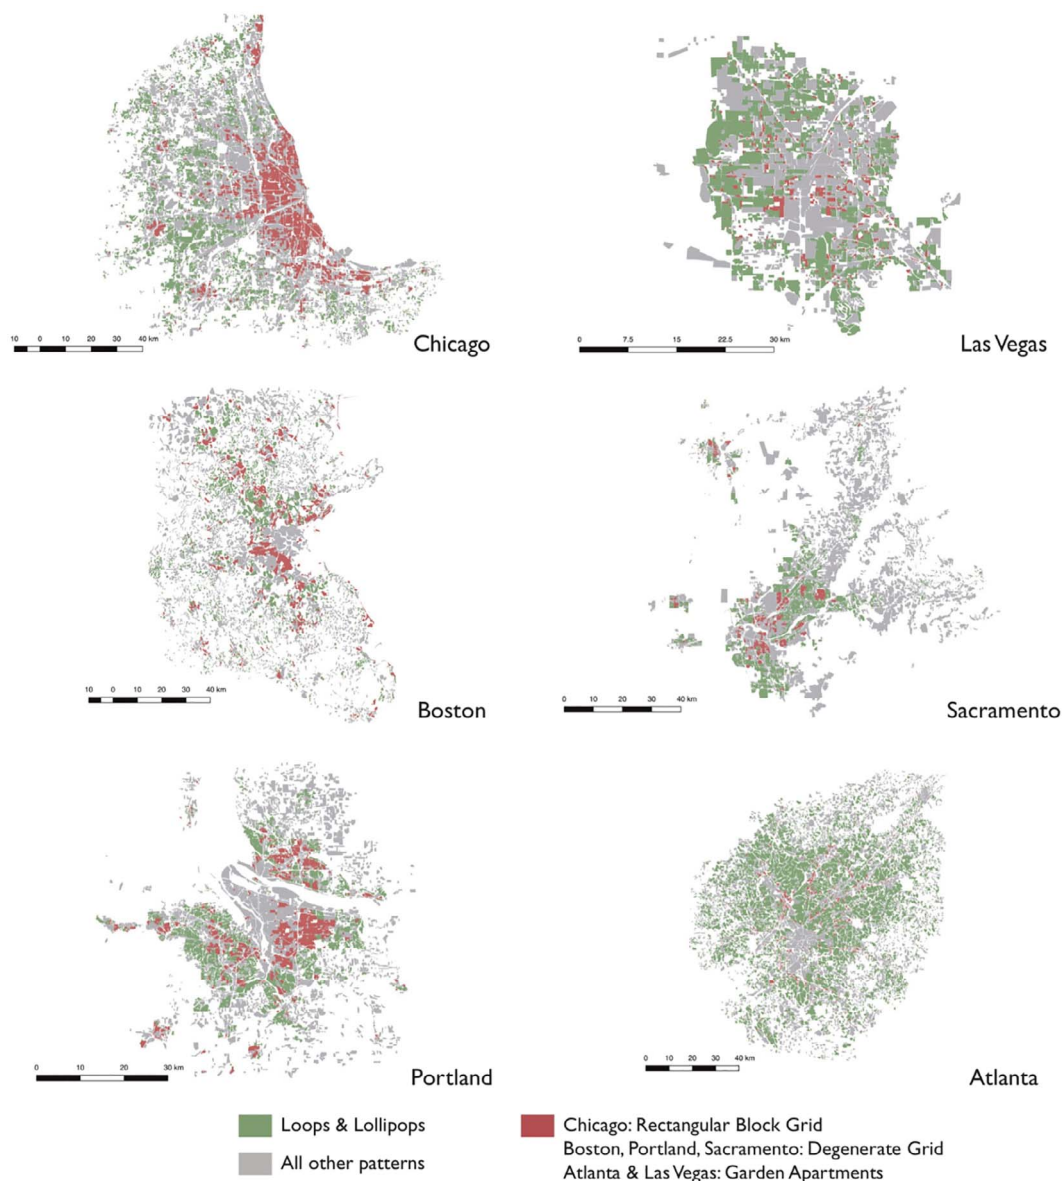 10 0 10 20 30 40 km
Chicago
0 7.5 15 22.5 30 km
Las Vegas
10 0 10 20 30 40 km
Boston
0 10 20 30 40 km
Sacramento
0 10 20 30 km
Portland
0 10 20 30 40 km
Atlanta
Loops & Lollipops
All other patterns
Chicago: Rectangular Block Grid
Boston, Portland, Sacramento: Degenerate Grid
Atlanta & Las Vegas: Garden Apartments